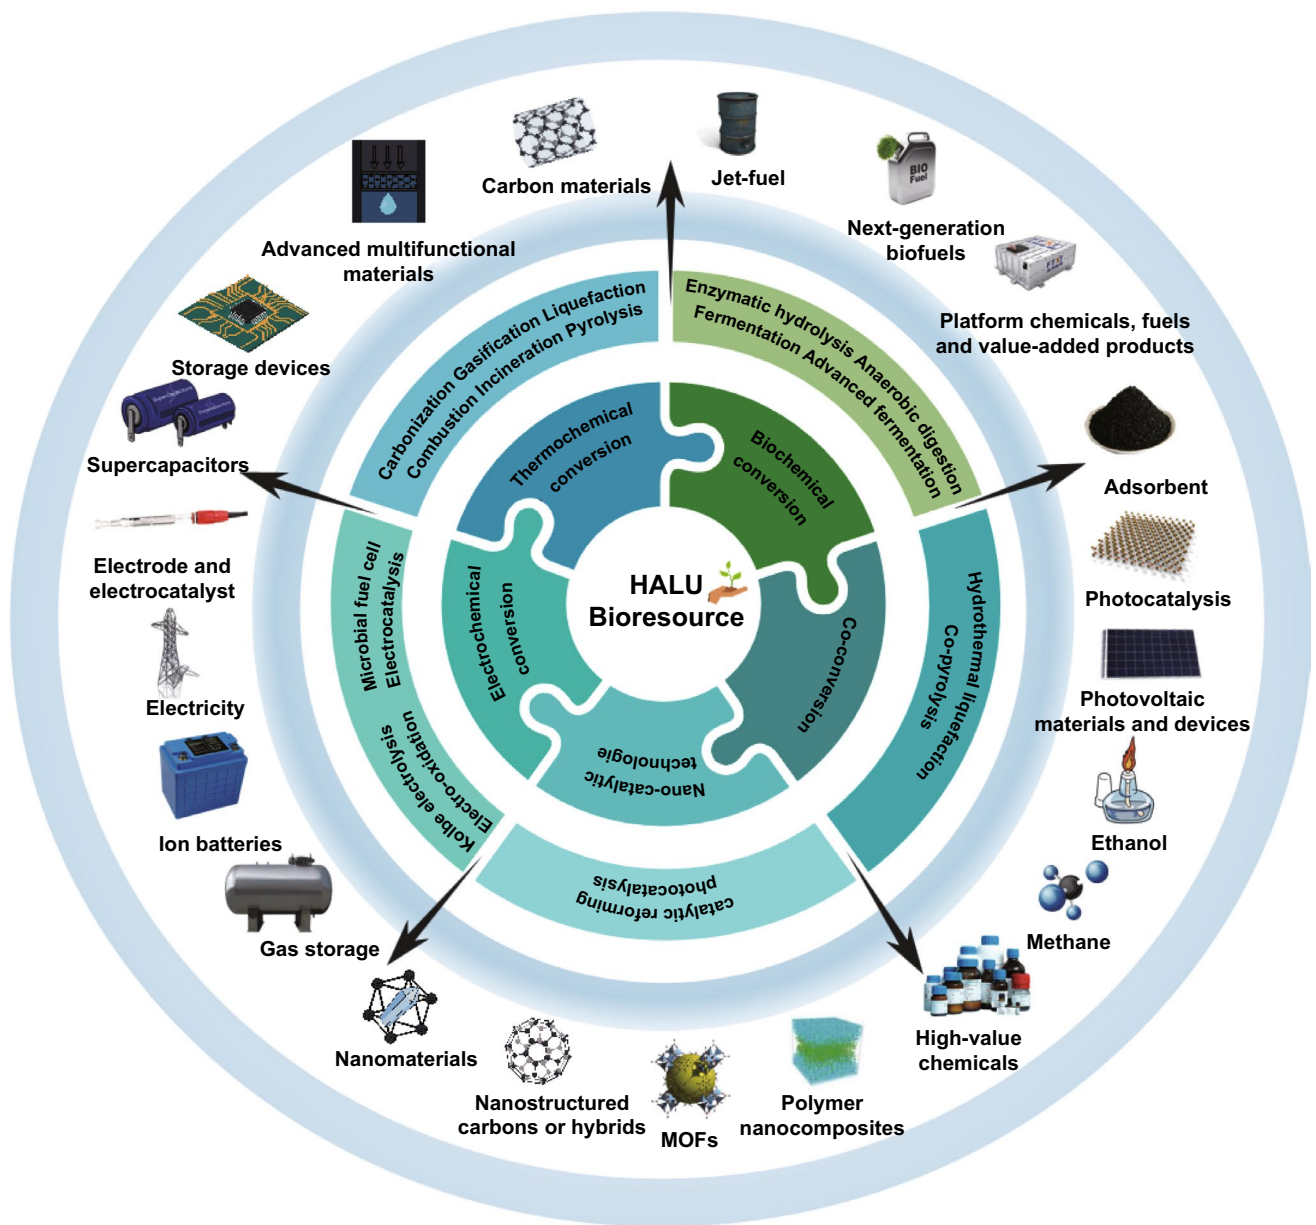 Carbon materials
Jet-fuel
BIO
Fuel
Next-generation
biofuels
Advanced multifunctional
materials
Platform chemicals, fuels
and value-added products
Storage devices
Supercapacitors
Adsorbent
Electrode and
electrocatalyst
Photocatalysis
Electricity
Photovoltaic
materials and devices
Ion batteries
Ethanol
Gas storage
Methane
Nanomaterials
High-value
chemicals
Nanostructured
carbons or hybrids
MOFs
Polymer
nanocomposites
Carbonization Gasification Liquefaction
Combustion Incineration Pyrolysis
Enzymatic hydrolysis Anaerobic digestion
Fermentation Advanced fermentation
Hydrothermal liquefaction
Co-pyrolysis
catalytic reforming
photocatalysis
Microbial fuel cell
Electrocatalysis
Kolbe electrolysis
Electro-oxidation
Thermochemical
conversion
Biochemical
conversion
Co-conversion
Nano-catalytic
technologie
Electrochemical
conversion
HALU
Bioresource